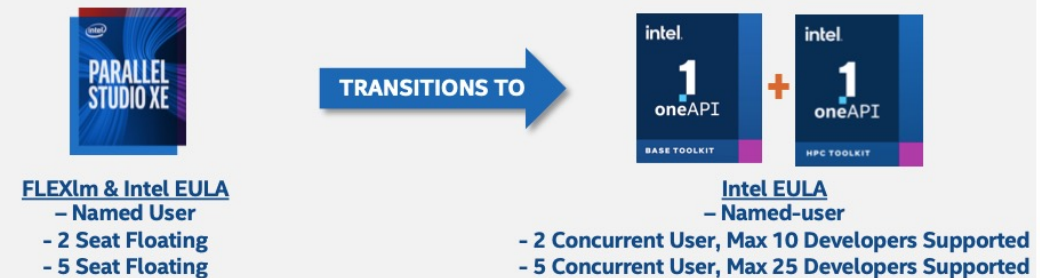 intel
PARALLEL
STUDIO XE
TRANSITIONS TO
intel.
1
oneAPI
BASE TOOLKIT
+
intel.
1
oneAPI
HPC TOOLKIT
FLEXlm & Intel EULA
– Named User
- 2 Seat Floating
- 5 Seat Floating
Intel EULA
– Named-user
- 2 Concurrent User, Max 10 Developers Supported
- 5 Concurrent User, Max 25 Developers Supported